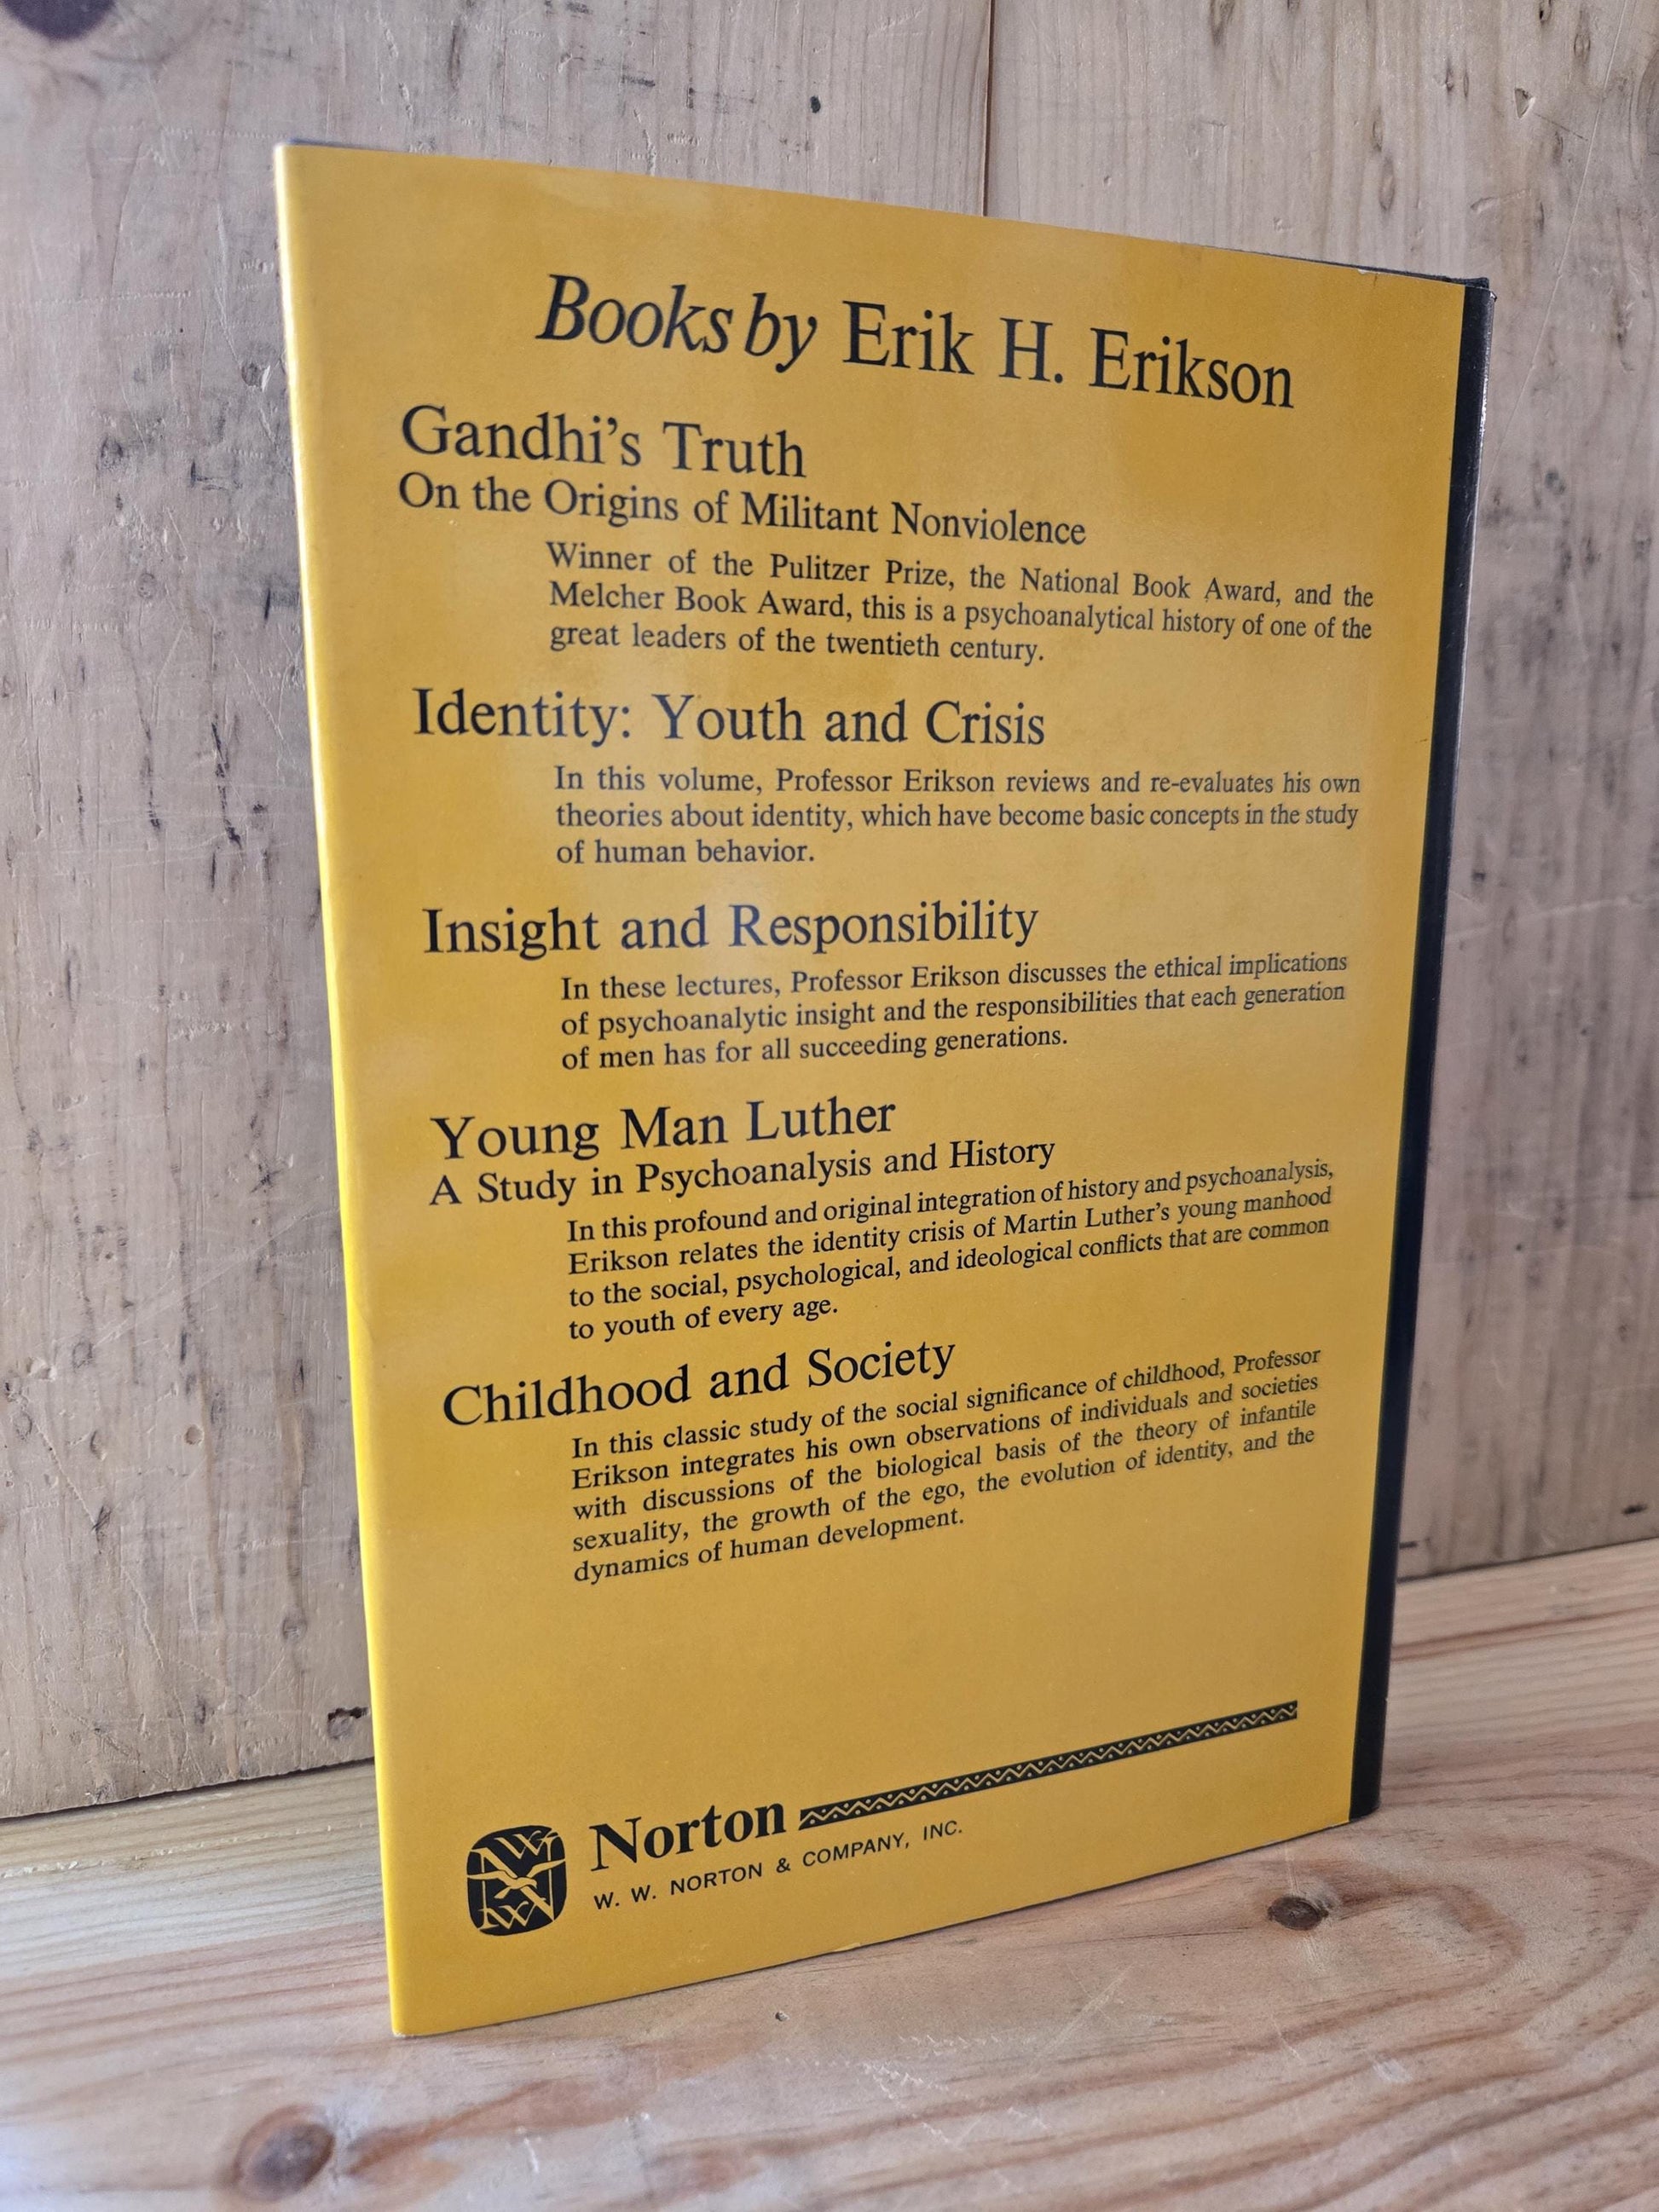 Books by Erik H. Erikson
Gandhi's Truth
On the Origins of Militant Nonviolence
Winner of the Pulitzer Prize, the National Book Award, and the
Melcher Book Award, this is a psychoanalytical history of one of the
great leaders of the twentieth century.
Identity: Youth and Crisis
In this volume, Professor Erikson reviews and re-evaluates his own
theories about identity, which have become basic concepts in the study
of human behavior.
Insight and Responsibility
In these lectures, Professor Erikson discusses the ethical implications
of psychoanalytic insight and the responsibilities that each generation
of men has for all succeeding generations.
Young Man Luther
A Study in Psychoanalysis and History
In this profound and original integration of history and psychoanalysis,
Erikson relates the identity crisis of Martin Luther's young manhood
to the social, psychological, and ideological conflicts that are common
to youth of every age.
Childhood and Society
In this classic study of the social significance of childhood, Professor
Erikson integrates his own observations of individuals and societies
with discussions of the biological basis of the theory of infantile
sexuality, the growth of the ego, the evolution of identity, and the
dynamics of human development.
Norton
W. W. NORTON & COMPANY, INC.